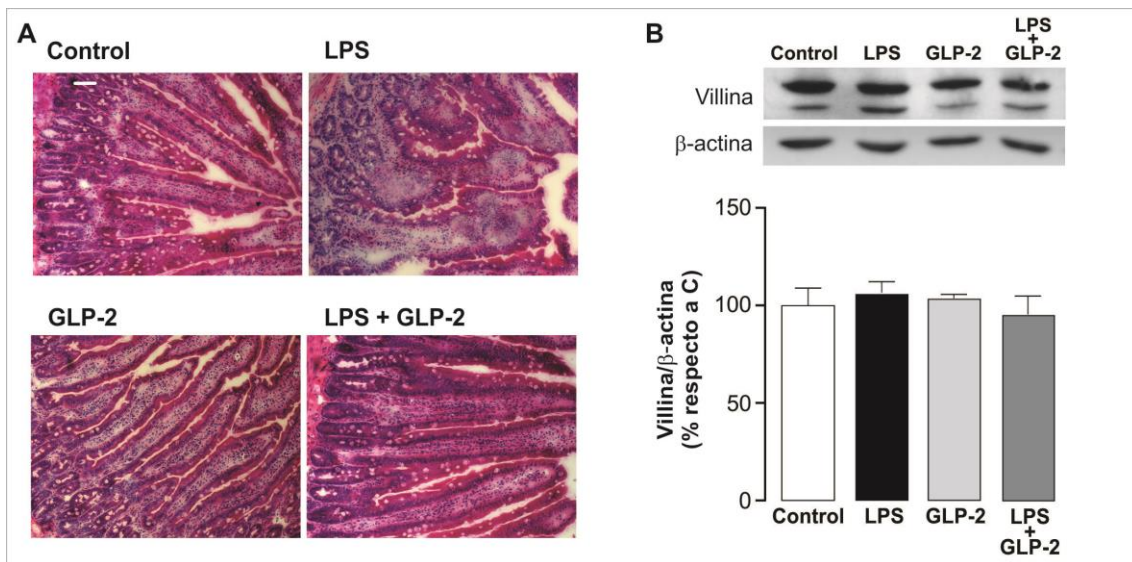 A
Control
LPS
GLP-2
LPS + GLP-2
B
Control
LPS
GLP-2
LPS
+
GLP-2
Villina
β-actina
Villina/β-actina
(% respecto a C)
150
100
50
0
Control
LPS
GLP-2
LPS
+
GLP-2